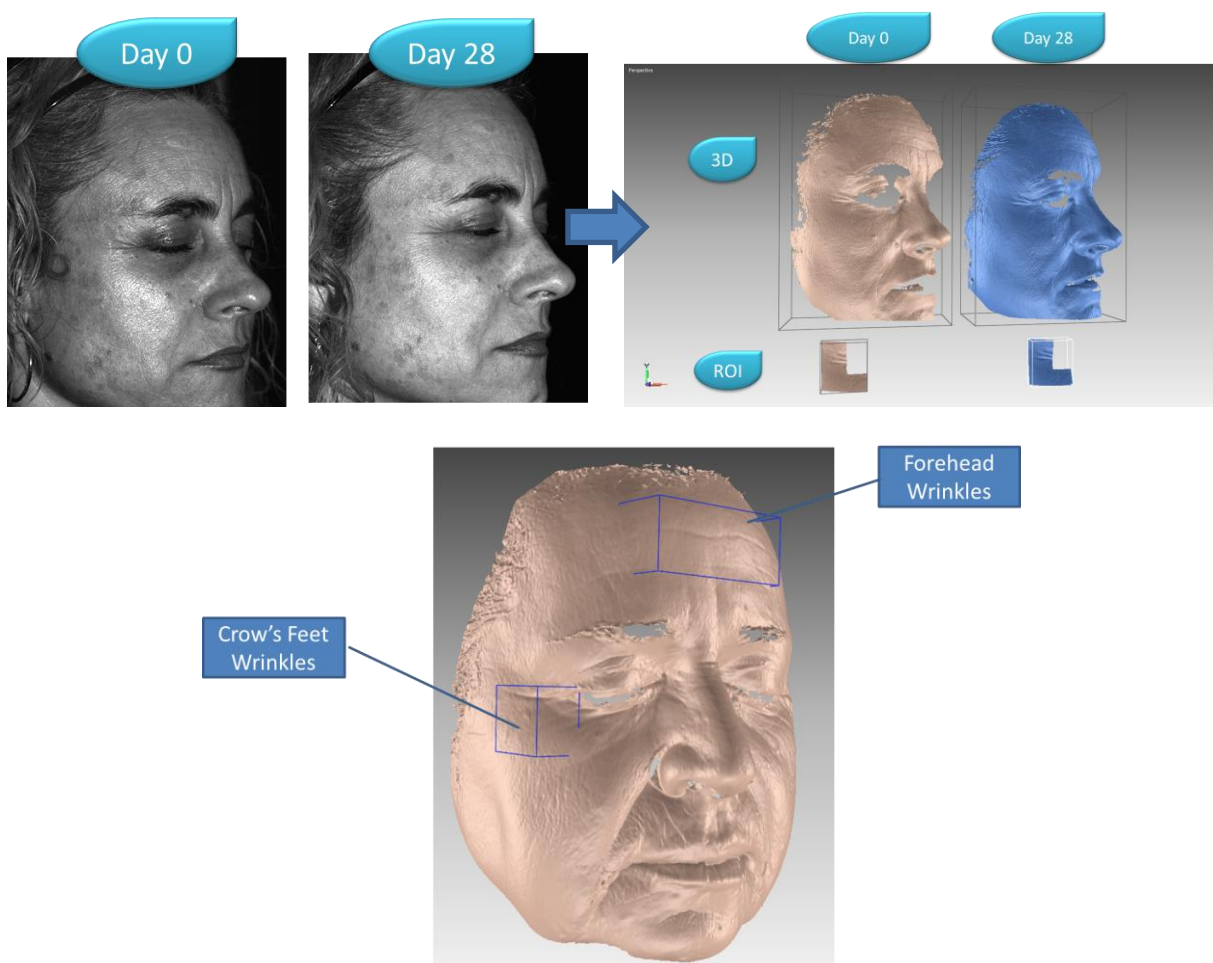 Day 0
Day 28
Day 0
Day 28
Perspective
3D
ROI
Y
Forehead
Wrinkles
Crow's Feet
Wrinkles